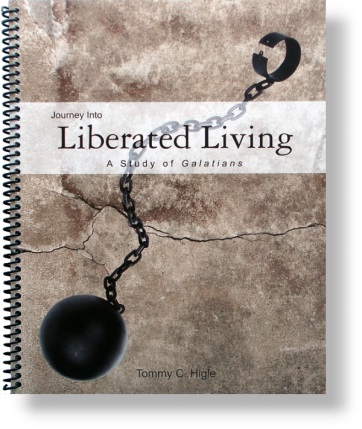 Journey Into
Liberated Living
A Study of Galatians
Tommy C. Higle